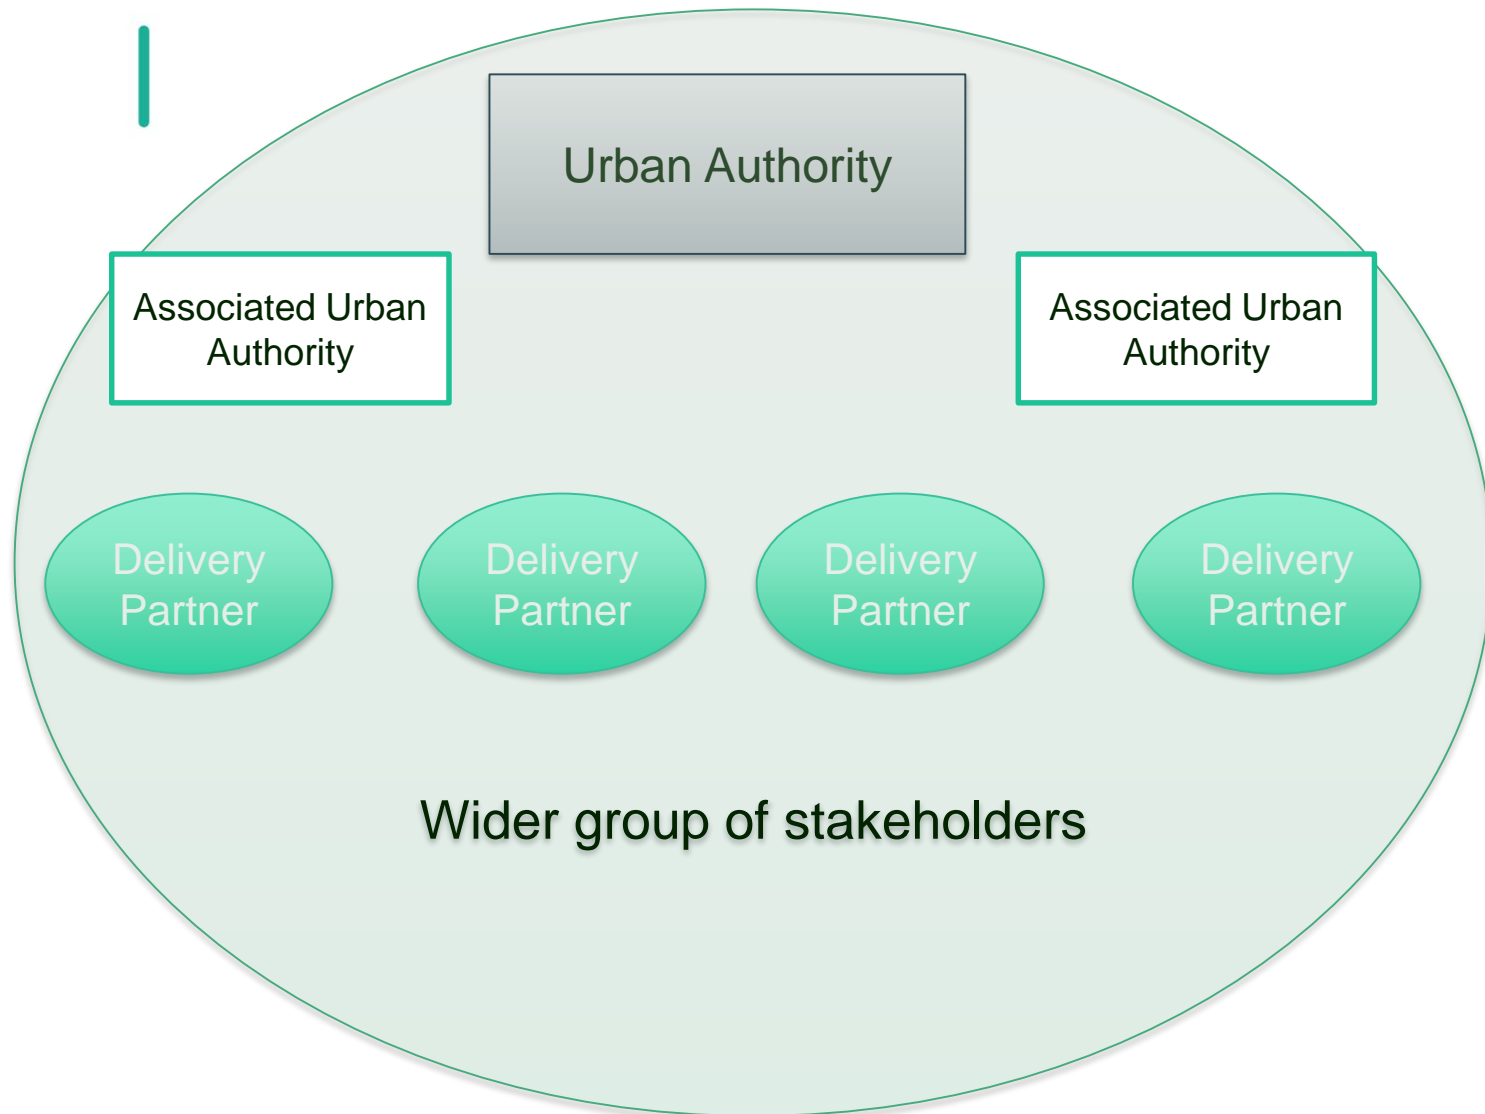 Urban Authority
Associated Urban
Authority
Associated Urban
Authority
Delivery
Partner
Delivery
Partner
Delivery
Partner
Delivery
Partner
Wider group of stakeholders